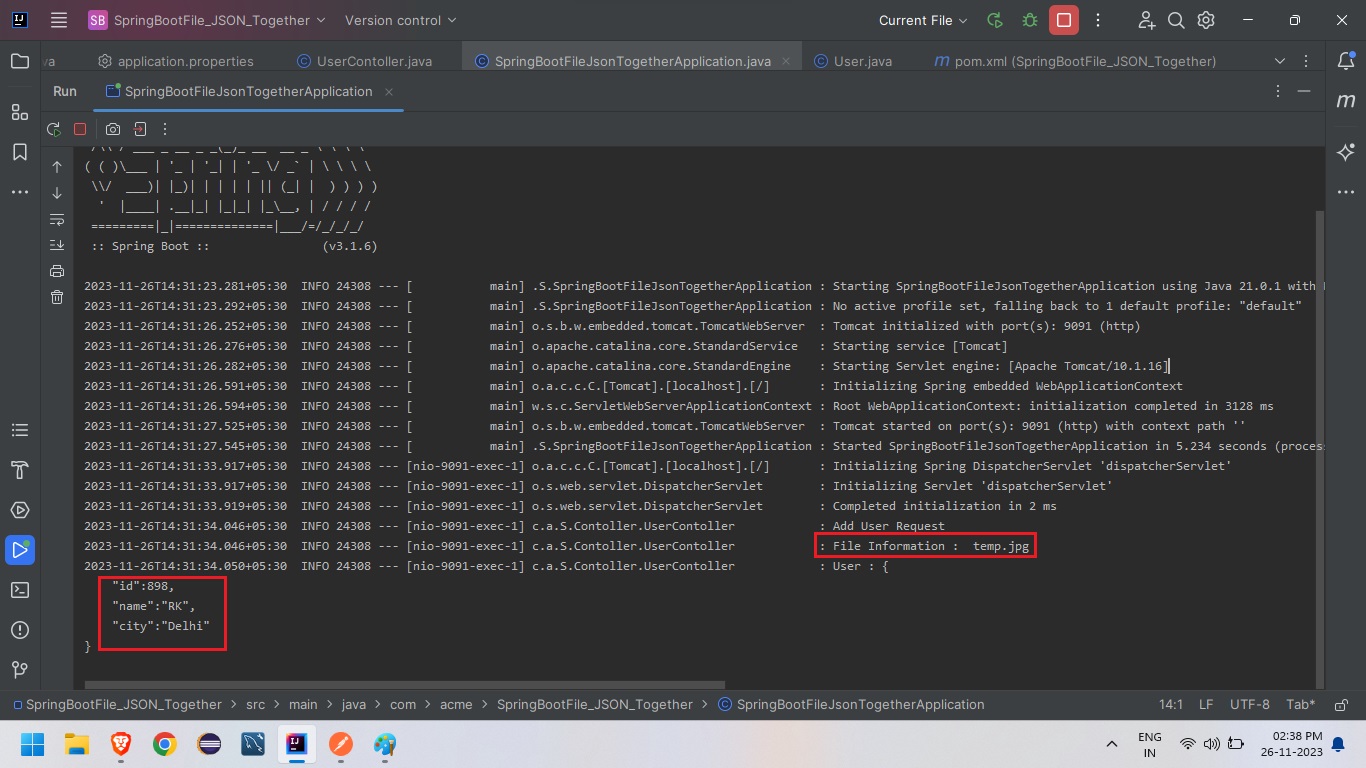 SB SpringBootFile_JSON_Together Version control Current File
va application.properties UserContoller.java SpringBootFileJsonTogetherApplication.java User.java pom.xml (SpringBootFile_JSON_Together)
Run SpringBootFileJsonTogetherApplication
( ( )\___ | '_ | '_| | '_ \/ _` | \ \ \ \
 \\/  ___)| |_)| | | | | || (_| |  ) ) ) )
  '  |____| .__|_| |_|_| |_\__, | / / / /
 =========|_|==============|___/=/_/_/_/
 :: Spring Boot ::                (v3.1.6)
2023-11-26T14:31:23.281+05:30  INFO 24308 --- [           main] .S.SpringBootFileJsonTogetherApplication : Starting SpringBootFileJsonTogetherApplication using Java 21.0.1 with
2023-11-26T14:31:23.292+05:30  INFO 24308 --- [           main] .S.SpringBootFileJsonTogetherApplication : No active profile set, falling back to 1 default profile: "default"
2023-11-26T14:31:26.252+05:30  INFO 24308 --- [           main] o.s.b.w.embedded.tomcat.TomcatWebServer  : Tomcat initialized with port(s): 9091 (http)
2023-11-26T14:31:26.276+05:30  INFO 24308 --- [           main] o.apache.catalina.core.StandardService   : Starting service [Tomcat]
2023-11-26T14:31:26.282+05:30  INFO 24308 --- [           main] o.apache.catalina.core.StandardEngine    : Starting Servlet engine: [Apache Tomcat/10.1.16]
2023-11-26T14:31:26.591+05:30  INFO 24308 --- [           main] o.a.c.c.C.[Tomcat].[localhost].[/]       : Initializing Spring embedded WebApplicationContext
2023-11-26T14:31:26.594+05:30  INFO 24308 --- [           main] w.s.c.ServletWebServerApplicationContext : Root WebApplicationContext: initialization completed in 3128 ms
2023-11-26T14:31:27.525+05:30  INFO 24308 --- [           main] o.s.b.w.embedded.tomcat.TomcatWebServer  : Tomcat started on port(s): 9091 (http) with context path ''
2023-11-26T14:31:27.545+05:30  INFO 24308 --- [           main] .S.SpringBootFileJsonTogetherApplication : Started SpringBootFileJsonTogetherApplication in 5.234 seconds (proces
2023-11-26T14:31:33.917+05:30  INFO 24308 --- [nio-9091-exec-1] o.a.c.c.C.[Tomcat].[localhost].[/]       : Initializing Spring DispatcherServlet 'dispatcherServlet'
2023-11-26T14:31:33.917+05:30  INFO 24308 --- [nio-9091-exec-1] o.s.web.servlet.DispatcherServlet        : Initializing Servlet 'dispatcherServlet'
2023-11-26T14:31:33.919+05:30  INFO 24308 --- [nio-9091-exec-1] o.s.web.servlet.DispatcherServlet        : Completed initialization in 2 ms
2023-11-26T14:31:34.046+05:30  INFO 24308 --- [nio-9091-exec-1] c.a.S.Contoller.UserContoller            : Add User Request
2023-11-26T14:31:34.046+05:30  INFO 24308 --- [nio-9091-exec-1] c.a.S.Contoller.UserContoller            : File Information :  temp.jpg
2023-11-26T14:31:34.050+05:30  INFO 24308 --- [nio-9091-exec-1] c.a.S.Contoller.UserContoller            : User : {
    "id":898,
    "name":"RK",
    "city":"Delhi"
}
SpringBootFile_JSON_Together > src > main > java > com > acme > SpringBootFile_JSON_Together > SpringBootFileJsonTogetherApplication 14:1 LF UTF-8 Tab*
ENG
IN
02:38 PM
26-11-2023